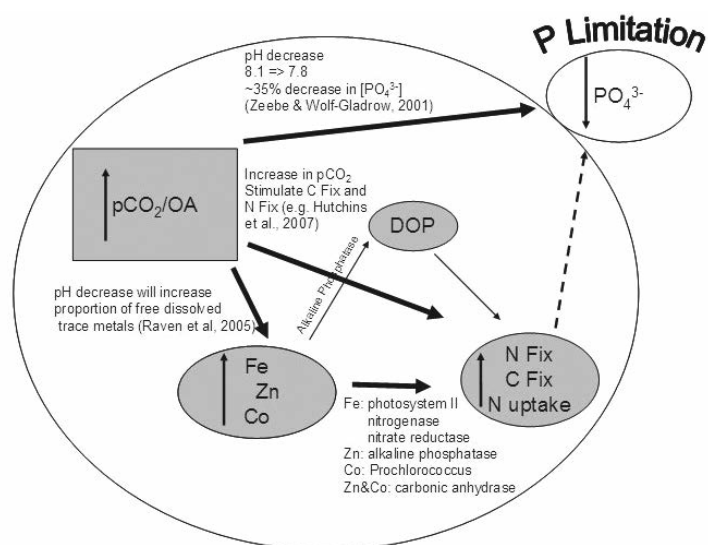 P Limitation
pH decrease
8.1 => 7.8
~35% decrease in [PO₄³⁻]
(Zeebe & Wolf-Gladrow, 2001)
PO₄³⁻
pCO₂/OA
Increase in pCO₂
Stimulate C Fix and
N Fix (e.g. Hutchins
et al., 2007)
DOP
Alkaline Phosphatase
pH decrease will increase
proportion of free dissolved
trace metals (Raven et al, 2005)
Fe
Zn
Co
N Fix
C Fix
N uptake
Fe: photosystem II
nitrogenase
nitrate reductase
Zn: alkaline phosphatase
Co: Prochlorococcus
Zn&Co: carbonic anhydrase